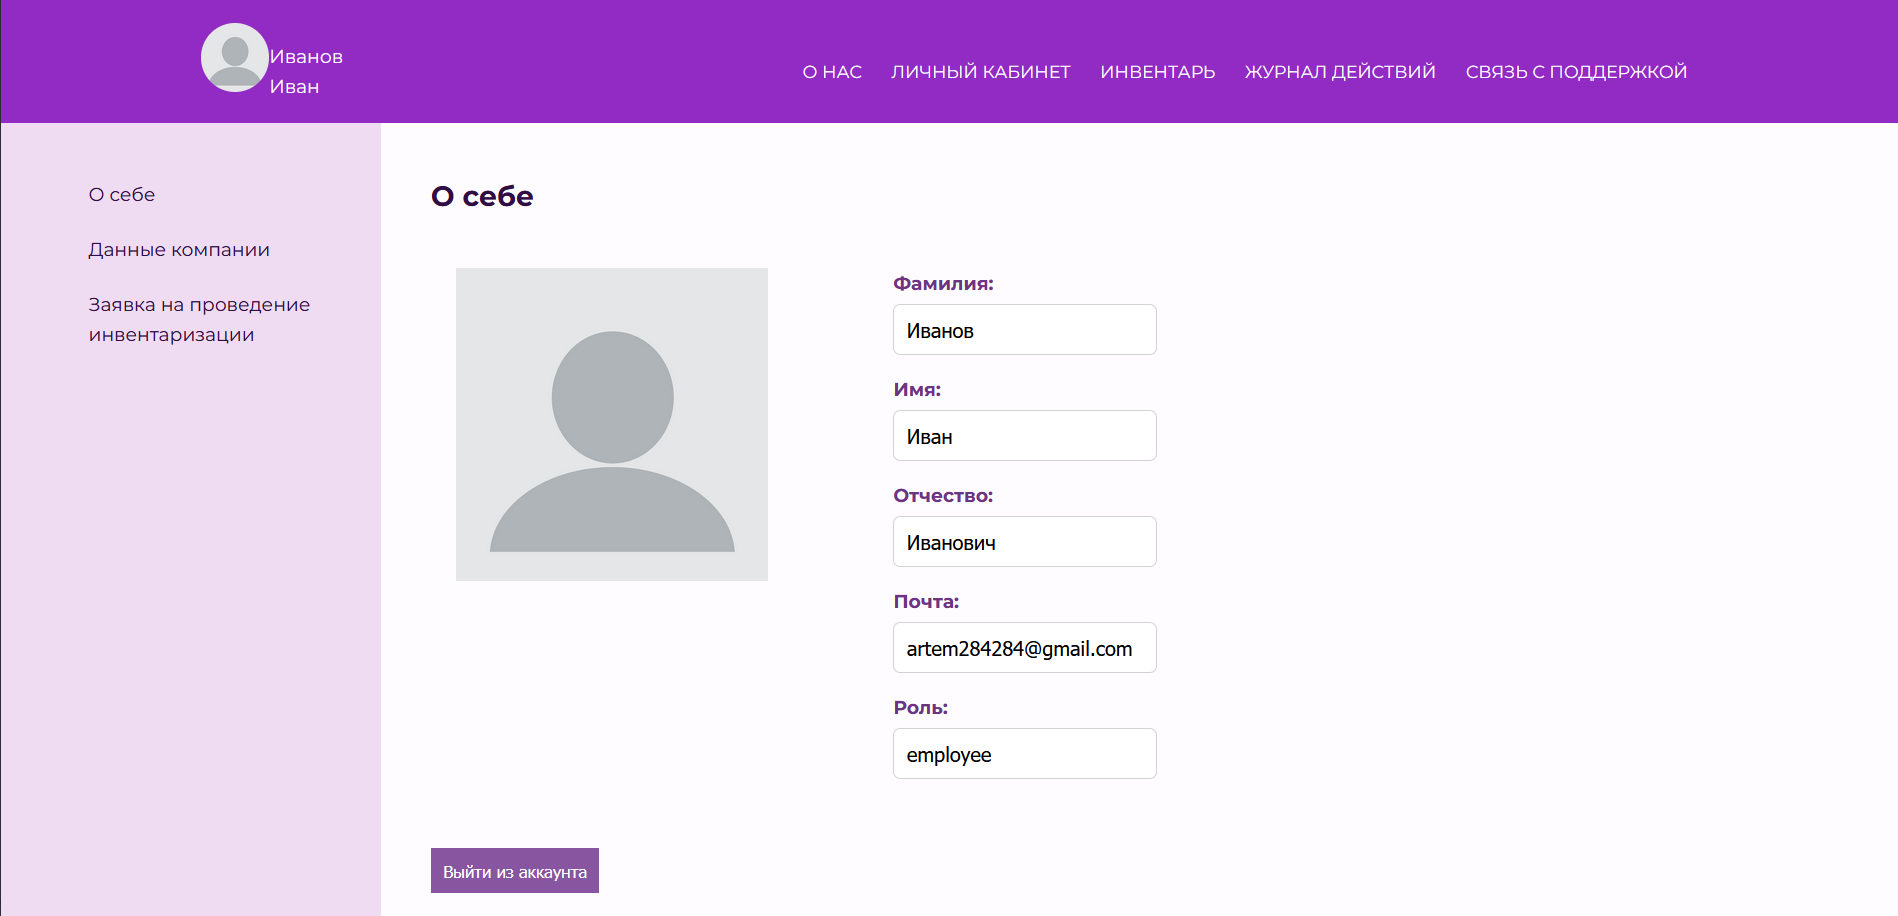 Иванов
Иван
О НАС ЛИЧНЫЙ КАБИНЕТ ИНВЕНТАРЬ ЖУРНАЛ ДЕЙСТВИЙ СВЯЗЬ С ПОДДЕРЖКОЙ
О себе
Данные компании
Заявка на проведение
инвентаризации
О себе
Фамилия:
Иванов
Имя:
Иван
Отчество:
Иванович
Почта:
artem284284@gmail.com
Роль:
employee
Выйти из аккаунта